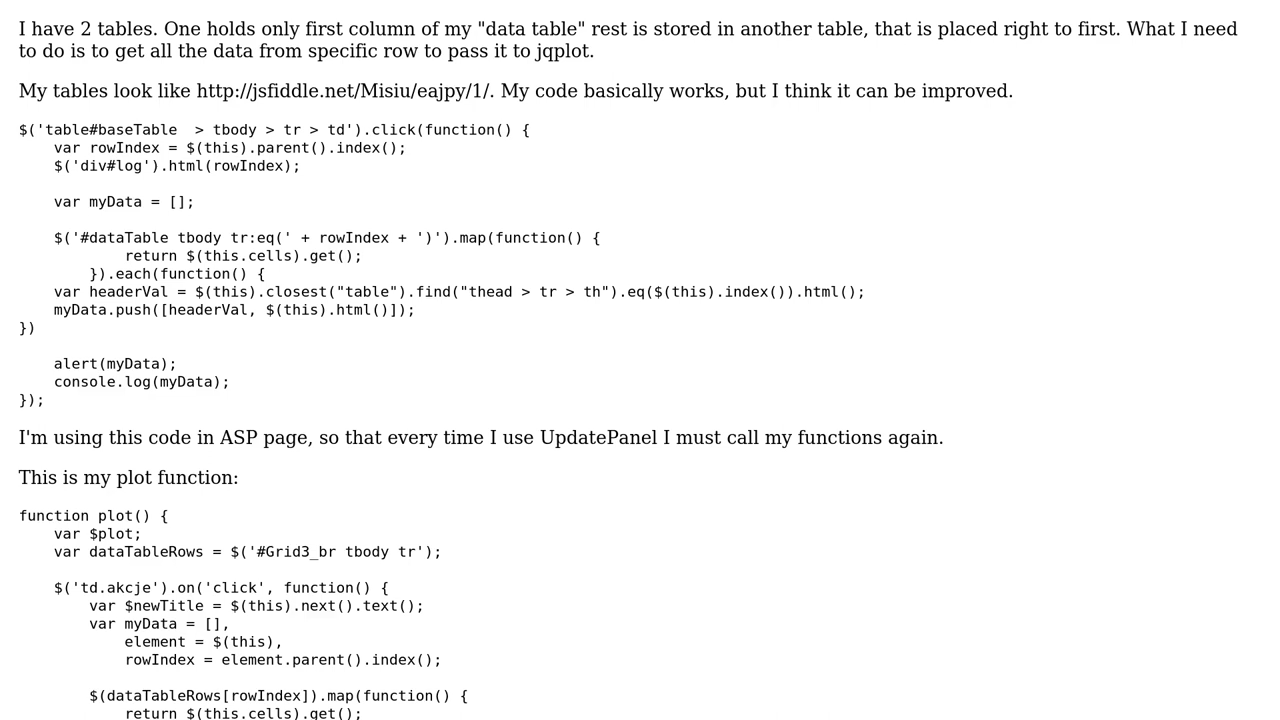 I have 2 tables. One holds only first column of my "data table" rest is stored in another table, that is placed right to first. What I need
to do is to get all the data from specific row to pass it to jqplot.
My tables look like http://jsfiddle.net/Misiu/eajpy/1/. My code basically works, but I think it can be improved.
$('table#baseTable  > tbody > tr > td').click(function() {
    var rowIndex = $(this).parent().index();
    $('div#log').html(rowIndex);
    var myData = [];
    $('#dataTable tbody tr:eq(' + rowIndex + ')').map(function() {
            return $(this.cells).get();
        }).each(function() {
    var headerVal = $(this).closest("table").find("thead > tr > th").eq($(this).index()).html();
    myData.push([headerVal, $(this).html()]);
})
    alert(myData);
    console.log(myData);
});
I'm using this code in ASP page, so that every time I use UpdatePanel I must call my functions again.
This is my plot function:
function plot() {
    var $plot;
    var dataTableRows = $('#Grid3_br tbody tr');
    $('td.akcje').on('click', function() {
        var $newTitle = $(this).next().text();
        var myData = [],
            element = $(this),
            rowIndex = element.parent().index();
        $(dataTableRows[rowIndex]).map(function() {
            return $(this.cells).get();